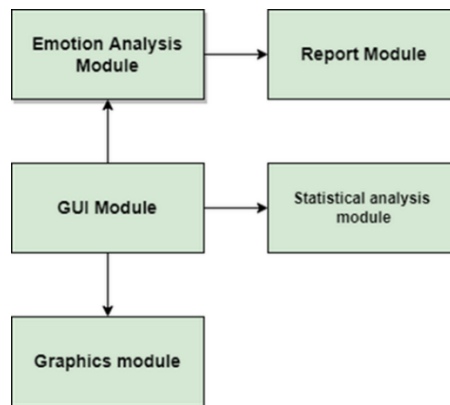 Emotion Analysis
Module
Report Module
GUI Module
Statistical analysis
module
Graphics module